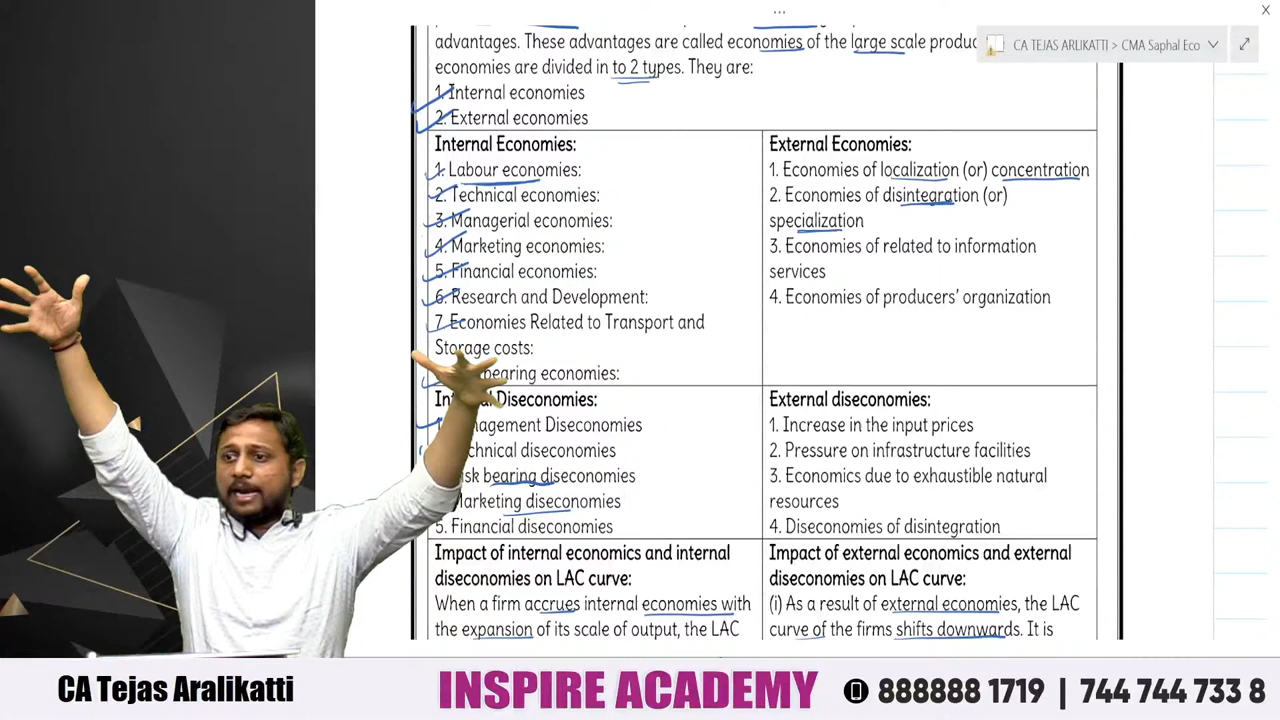 ...
X
advantages. These advantages are called economies of the large scale produc
CA TEJAS ARLIKATTI > CMA Saphal Eco
economies are divided in to 2 types. They are:
1. Internal economies
2. External economies
Internal Economies:
1. Labour economies:
2. Technical economies:
3. Managerial economies:
4. Marketing economies:
5. Financial economies:
6. Research and Development:
7. Economies Related to Transport and
Storage costs:
bearing economies:
External Economies:
1. Economies of localization (or) concentration
2. Economies of disintegration (or)
specialization
3. Economies of related to information
services
4. Economies of producers' organization
Diseconomies:
1. nagement Diseconomies
chnical diseconomies
isk bearing diseconomies
Marketing diseconomies
5. Financial diseconomies
External diseconomies:
1. Increase in the input prices
2. Pressure on infrastructure facilities
3. Economics due to exhaustible natural
resources
4. Diseconomies of disintegration
Impact of internal economics and internal
diseconomies on LAC curve:
When a firm accrues internal economies with
the expansion of its scale of output, the LAC
Impact of external economics and external
diseconomies on LAC curve:
(i) As a result of external economies, the LAC
curve of the firms shifts downwards. It is
CA Tejas Aralikatti
INSPIRE ACADEMY
888888 1719 | 744 744 733 8